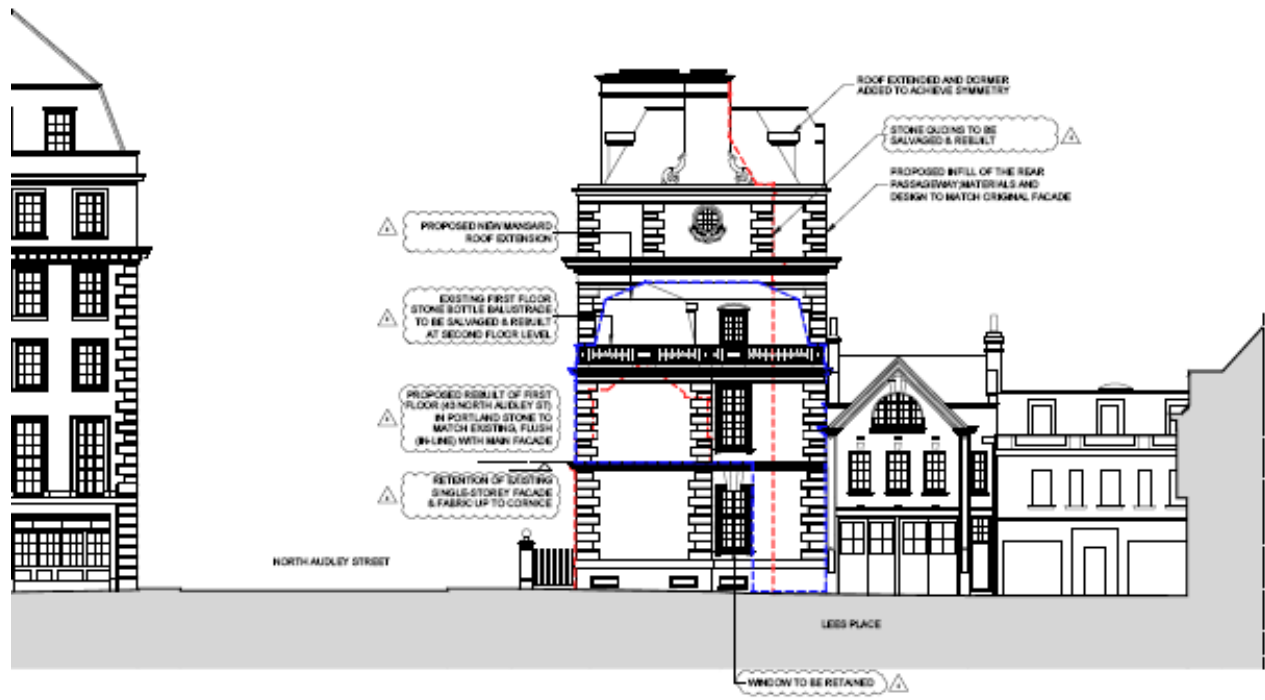 ROOF EXTENDED AND DORMER
ADDED TO ACHIEVE SYMMETRY
STONE QUOINS TO BE
SALVAGED & REBUILT
PROPOSED INFILL OF THE REAR
PASSAGEWAY;MATERIALS AND
DESIGN TO MATCH ORIGINAL FACADE
PROPOSED NEW MANSARD
ROOF EXTENSION
EXISTING FIRST FLOOR
STONE BOTTLE BALUSTRADE
TO BE SALVAGED & REBUILT
AT SECOND FLOOR LEVEL
PROPOSED REBUILT OF FIRST
FLOOR (43 NORTH AUDLEY ST)
IN PORTLAND STONE TO
MATCH EXISTING, FLUSH
(IN-LINE) WITH MAIN FACADE
RETENTION OF EXISTING
SINGLE-STOREY FACADE
& FABRIC UP TO CORNICE
NORTH AUDLEY STREET
LEES PLACE
WINDOW TO BE RETAINED